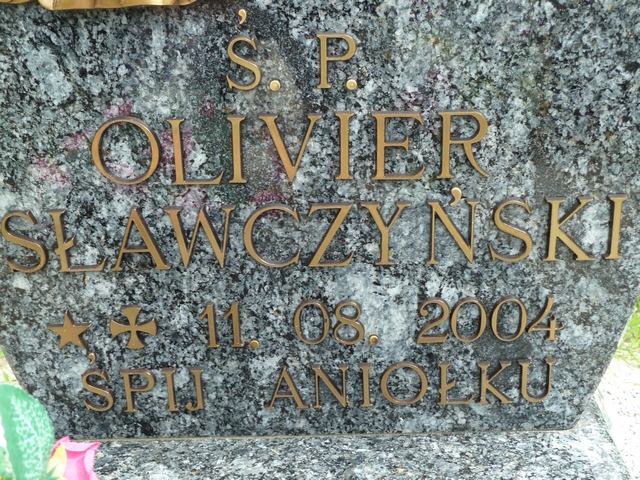 Ś. P.
OLIVIER
SŁAWCZYŃSKI
★ ✠ 11. 08. 2004
ŚPIJ ANIOŁKU